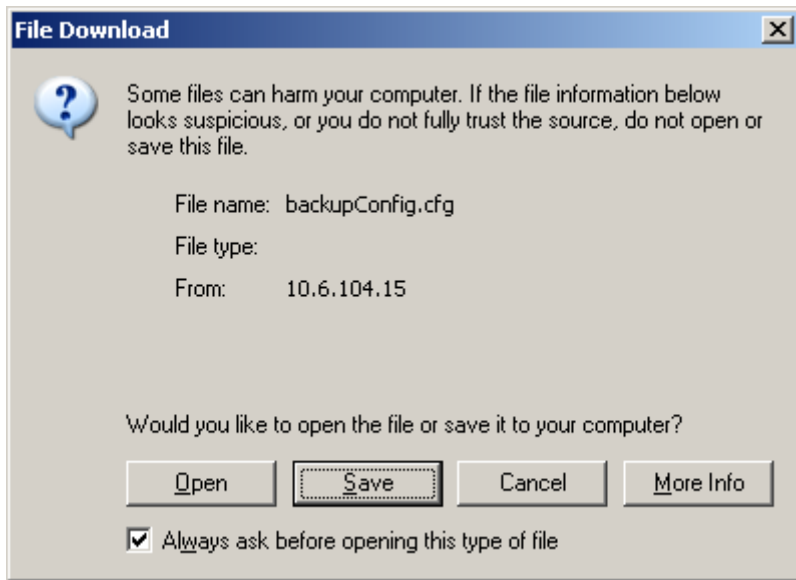 File Download
Some files can harm your computer. If the file information below
looks suspicious, or you do not fully trust the source, do not open or
save this file.
File name: backupConfig.cfg
File type:
From: 10.6.104.15
Would you like to open the file or save it to your computer?
Open Save Cancel More Info
Always ask before opening this type of file